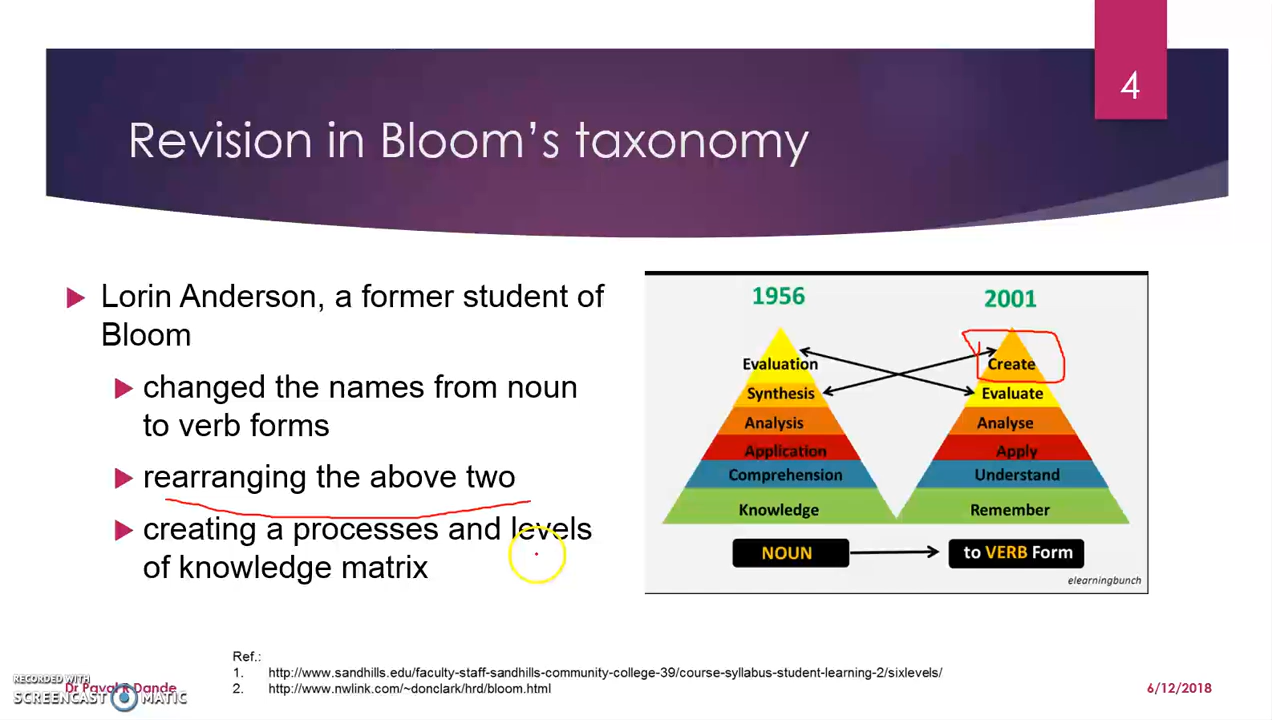 4
Revision in Bloom's taxonomy
Lorin Anderson, a former student of
Bloom
changed the names from noun
to verb forms
rearranging the above two
creating a processes and levels
of knowledge matrix
1956
2001
Evaluation
Create
Synthesis
Evaluate
Analysis
Analyse
Application
Apply
Comprehension
Understand
Knowledge
Remember
NOUN
to VERB Form
elearningbunch
Ref.:
1. http://www.sandhills.edu/faculty-staff-sandhills-community-college-39/course-syllabus-student-learning-2/sixlevels/
2. http://www.nwlink.com/~donclark/hrd/bloom.html
RECORDED WITH
SCREENCAST MATIC
Dr Pavol R Dande
6/12/2018